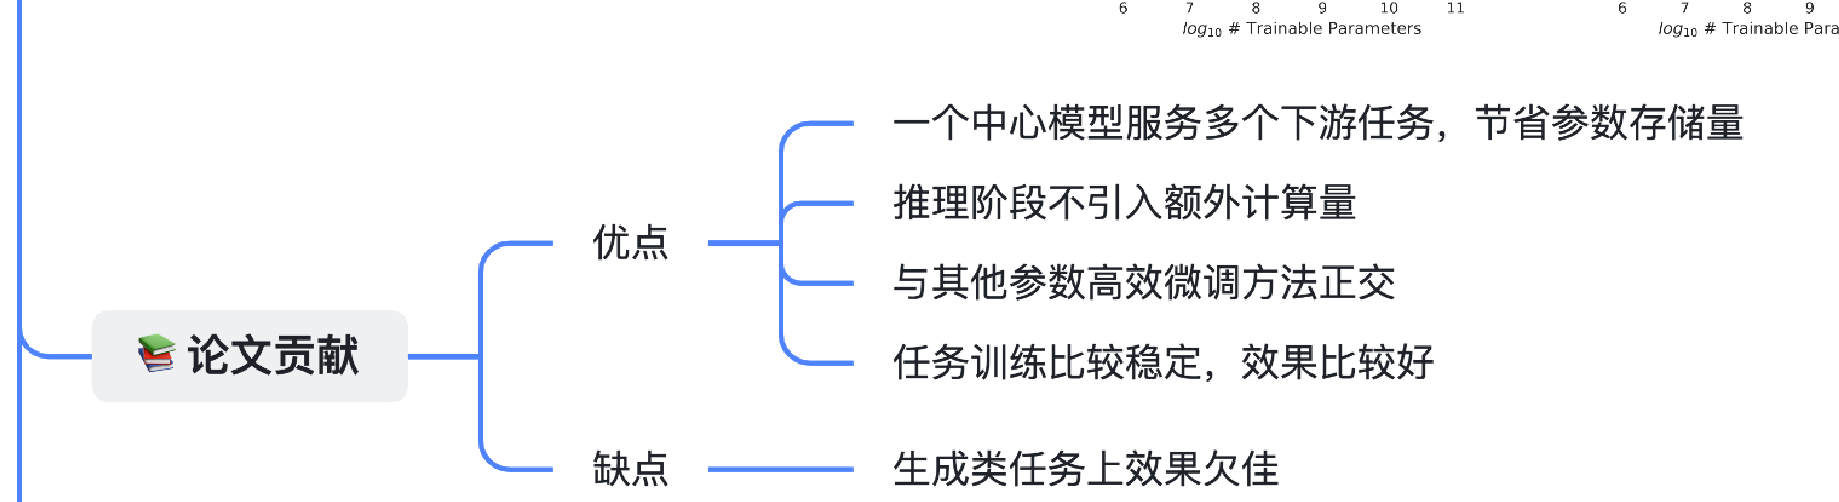 6 7 8 9 10 11
log₁₀ # Trainable Parameters
6 7 8 9
log₁₀ # Trainable Para
一个中心模型服务多个下游任务，节省参数存储量
推理阶段不引入额外计算量
优点
与其他参数高效微调方法正交
📚 论文贡献
任务训练比较稳定，效果比较好
缺点
生成类任务上效果欠佳